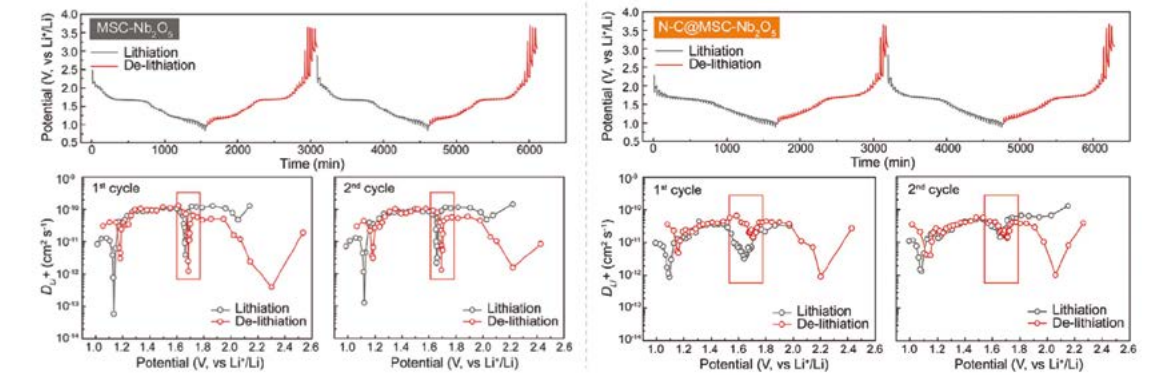 MSC-Nb₂O₅
Lithiation
De-lithiation
Potential (V, vs Li⁺/Li)
4.0
3.5
3.0
2.5
2.0
1.5
1.0
0.5
0 1000 2000 3000 4000 5000 6000
Time (min)
N-C@MSC-Nb₂O₅
Lithiation
De-lithiation
Potential (V, vs Li⁺/Li)
4.0
3.5
3.0
2.5
2.0
1.5
1.0
0.5
0 1000 2000 3000 4000 5000 6000
Time (min)
1ˢᵗ cycle
D_Li+ (cm² s⁻¹)
10⁻⁹
10⁻¹⁰
10⁻¹¹
10⁻¹²
10⁻¹³
10⁻¹⁴
Lithiation
De-lithiation
1.0 1.2 1.4 1.6 1.8 2.0 2.2 2.4 2.6
Potential (V, vs Li⁺/Li)
2ⁿᵈ cycle
Lithiation
De-lithiation
1.0 1.2 1.4 1.6 1.8 2.0 2.2 2.4 2.6
Potential (V, vs Li⁺/Li)
1ˢᵗ cycle
D_Li+ (cm² s⁻¹)
10⁻⁹
10⁻¹⁰
10⁻¹¹
10⁻¹²
10⁻¹³
10⁻¹⁴
Lithiation
De-lithiation
1.0 1.2 1.4 1.6 1.8 2.0 2.2 2.4 2.6
Potential (V, vs Li⁺/Li)
2ⁿᵈ cycle
Lithiation
De-lithiation
1.0 1.2 1.4 1.6 1.8 2.0 2.2 2.4 2.6
Potential (V, vs Li⁺/Li)